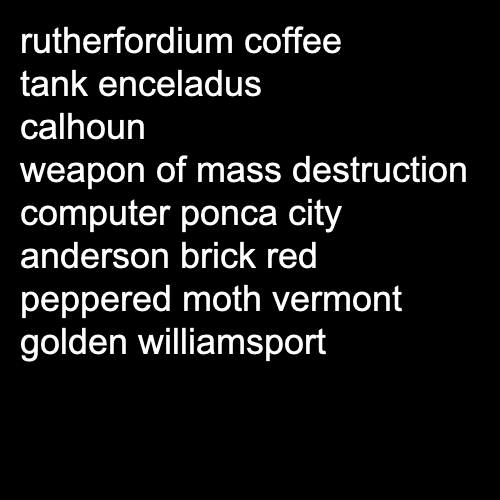 rutherfordium coffee
tank enceladus
calhoun
weapon of mass destruction
computer ponca city
anderson brick red
peppered moth vermont
golden williamsport